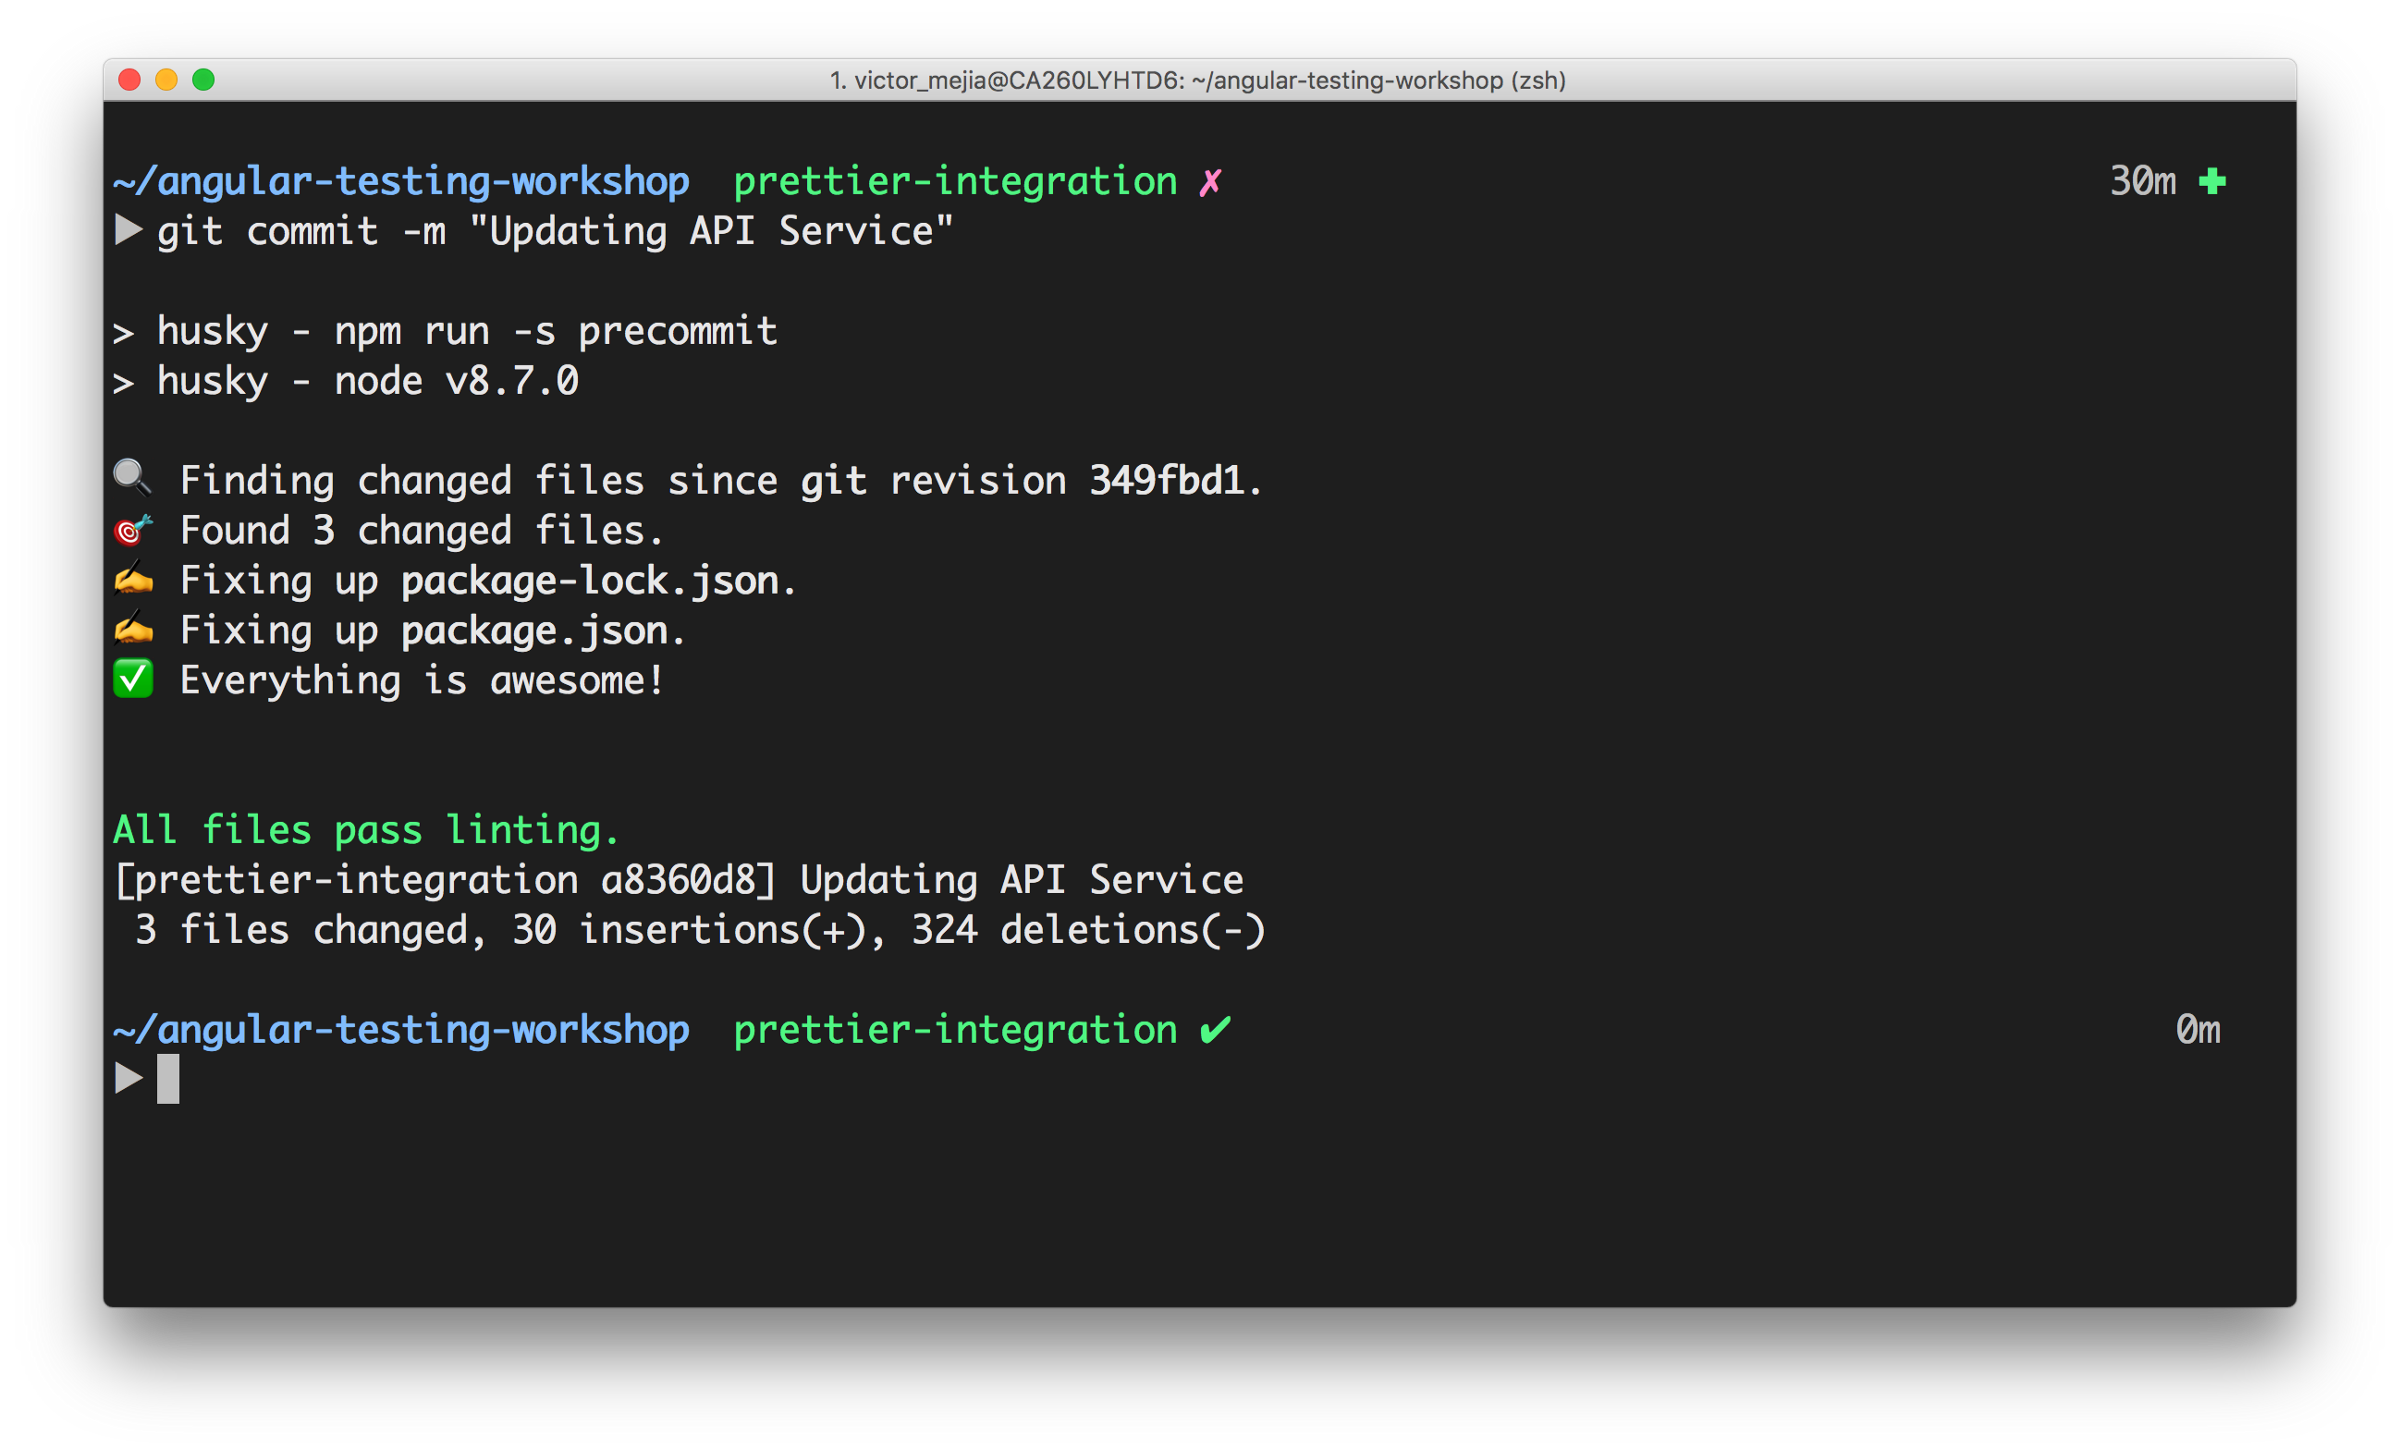 1. victor_mejia@CA260LYHTD6: ~/angular-testing-workshop (zsh)
~/angular-testing-workshop  prettier-integration ✗ 30m ✚
▶ git commit -m "Updating API Service"
> husky - npm run -s precommit
> husky - node v8.7.0
🔍 Finding changed files since git revision 349fbd1.
🎯 Found 3 changed files.
✍️ Fixing up package-lock.json.
✍️ Fixing up package.json.
✅ Everything is awesome!
All files pass linting.
[prettier-integration a8360d8] Updating API Service
3 files changed, 30 insertions(+), 324 deletions(-)
~/angular-testing-workshop  prettier-integration ✔ 0m
▶